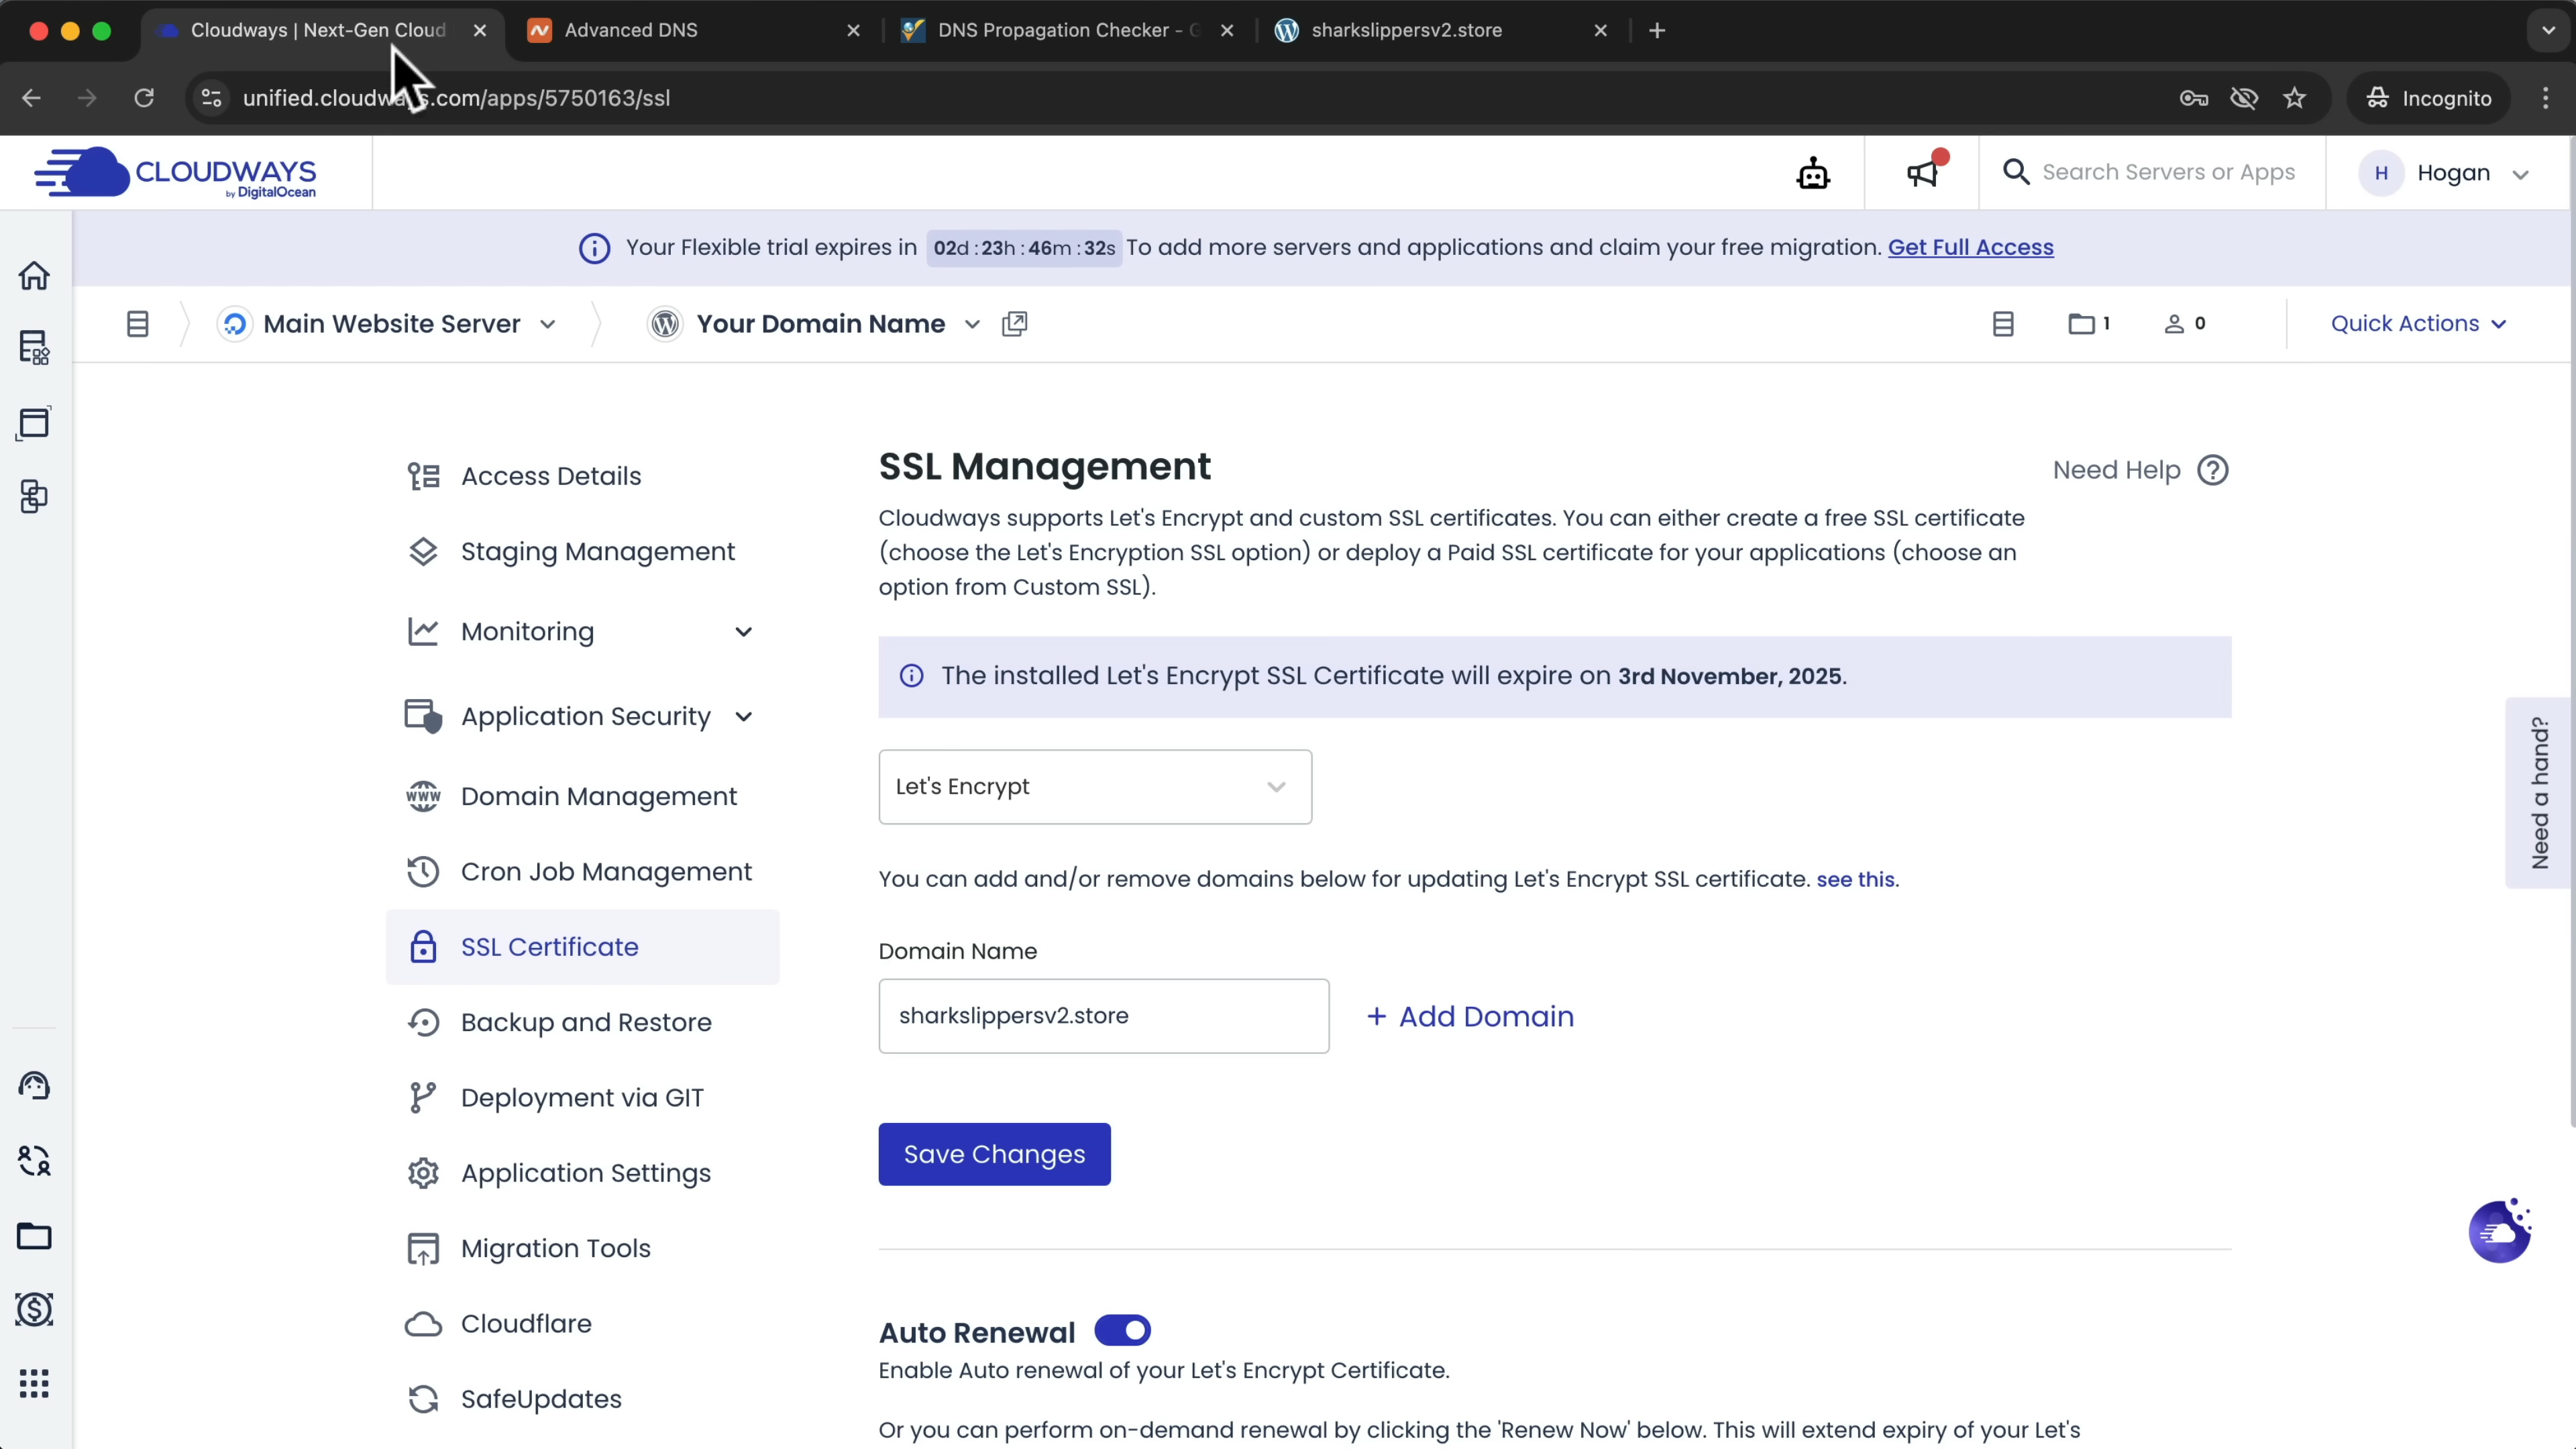 Cloudways | Next-Gen Cloud
Advanced DNS
DNS Propagation Checker - G
sharkslippersv2.store
unified.cloudways.com/apps/5750163/ssl
Incognito
CLOUDWAYS
by DigitalOcean
Search Servers or Apps
H
Hogan
Your Flexible trial expires in 02d : 23h : 46m : 32s To add more servers and applications and claim your free migration. Get Full Access
Main Website Server
Your Domain Name
1
0
Quick Actions
Access Details
Staging Management
Monitoring
Application Security
Domain Management
Cron Job Management
SSL Certificate
Backup and Restore
Deployment via GIT
Application Settings
Migration Tools
Cloudflare
SafeUpdates
SSL Management
Need Help
Cloudways supports Let's Encrypt and custom SSL certificates. You can either create a free SSL certificate
(choose the Let's Encryption SSL option) or deploy a Paid SSL certificate for your applications (choose an
option from Custom SSL).
The installed Let's Encrypt SSL Certificate will expire on 3rd November, 2025.
Let's Encrypt
You can add and/or remove domains below for updating Let's Encrypt SSL certificate. see this.
Domain Name
sharkslippersv2.store
+ Add Domain
Save Changes
Auto Renewal
Enable Auto renewal of your Let's Encrypt Certificate.
Or you can perform on-demand renewal by clicking the 'Renew Now' below. This will extend expiry of your Let's
Need a hand?